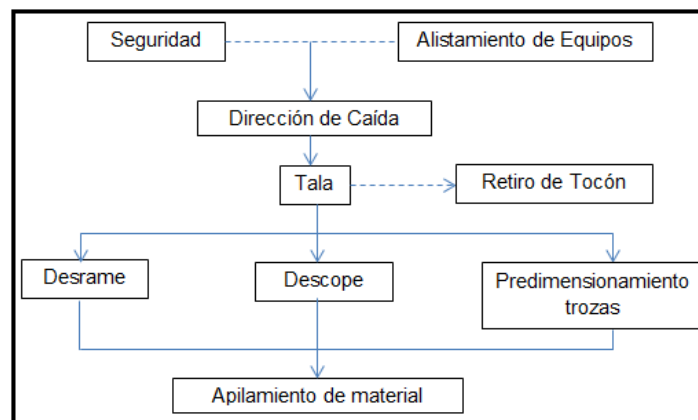 Seguridad
Alistamiento de Equipos
Dirección de Caída
Tala
Retiro de Tocón
Desrame
Descope
Predimensionamiento
trozas
Apilamiento de material